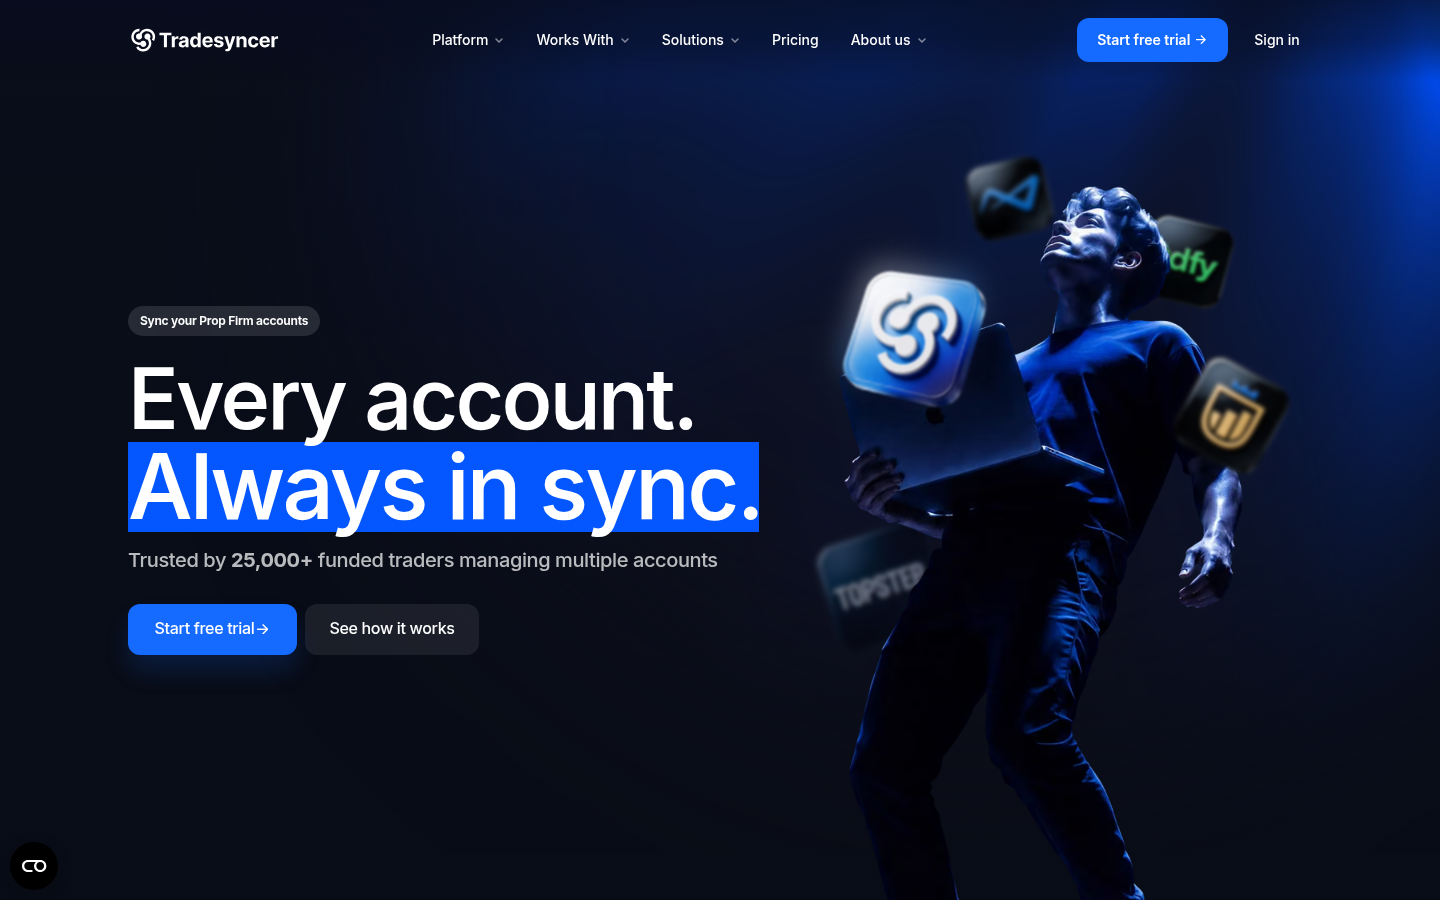 Tradesyncer
Platform
Works With
Solutions
Pricing
About us
Start free trial →
Sign in
dfy
Sync your Prop Firm accounts
Every account.
Always in sync.
Trusted by 25,000+ funded traders managing multiple accounts
TOPSTEP
Start free trial→
See how it works